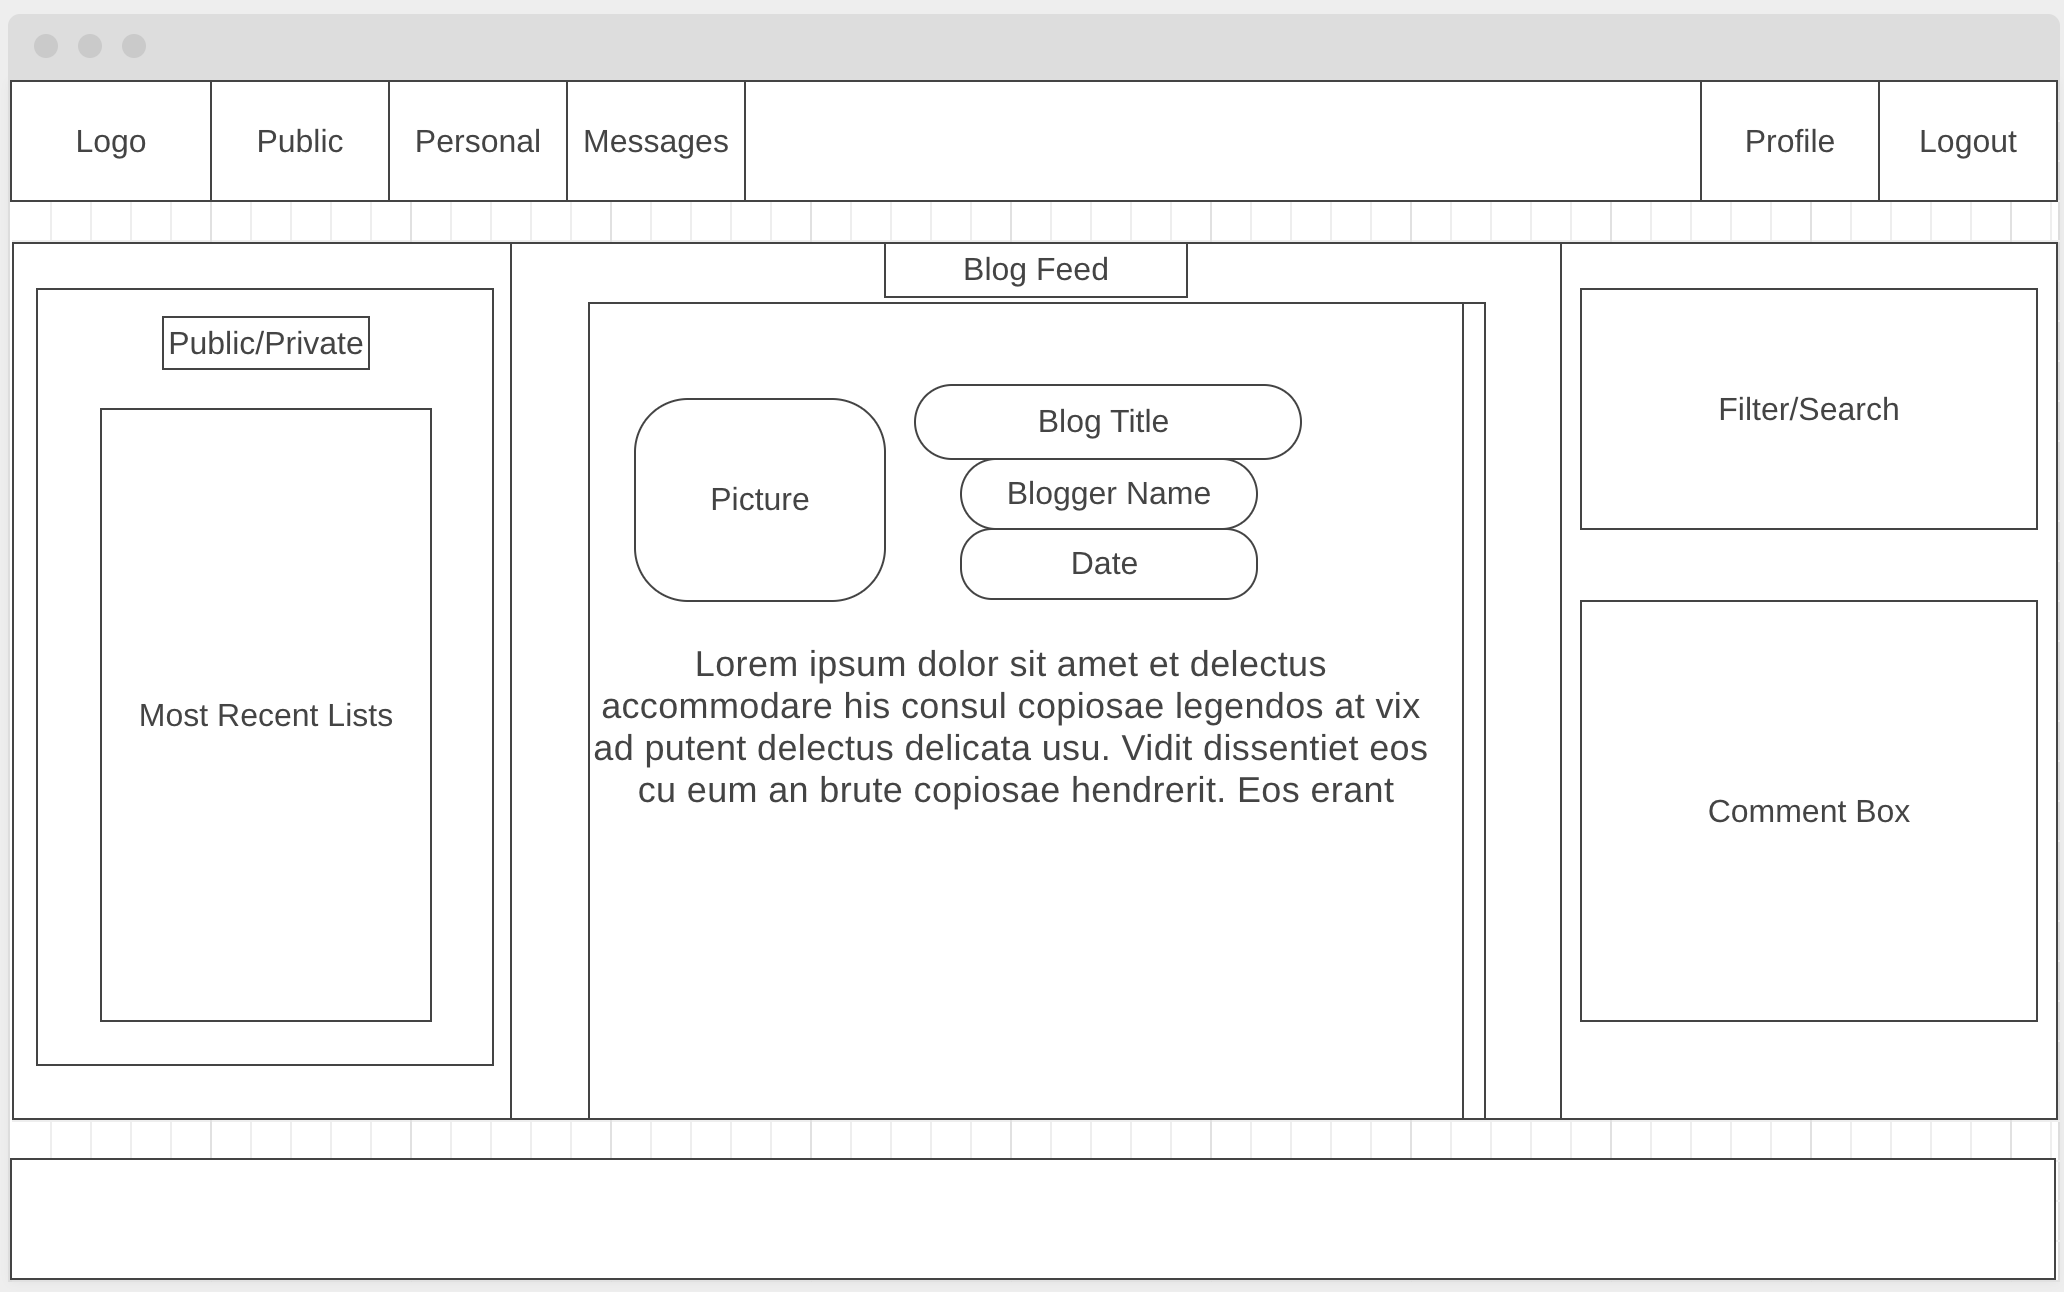 Logo
Public
Personal
Messages
Profile
Logout
Public/Private
Most Recent Lists
Blog Feed
Picture
Blog Title
Blogger Name
Date
Lorem ipsum dolor sit amet et delectus
accommodare his consul copiosae legendos at vix
ad putent delectus delicata usu. Vidit dissentiet eos
cu eum an brute copiosae hendrerit. Eos erant
Filter/Search
Comment Box